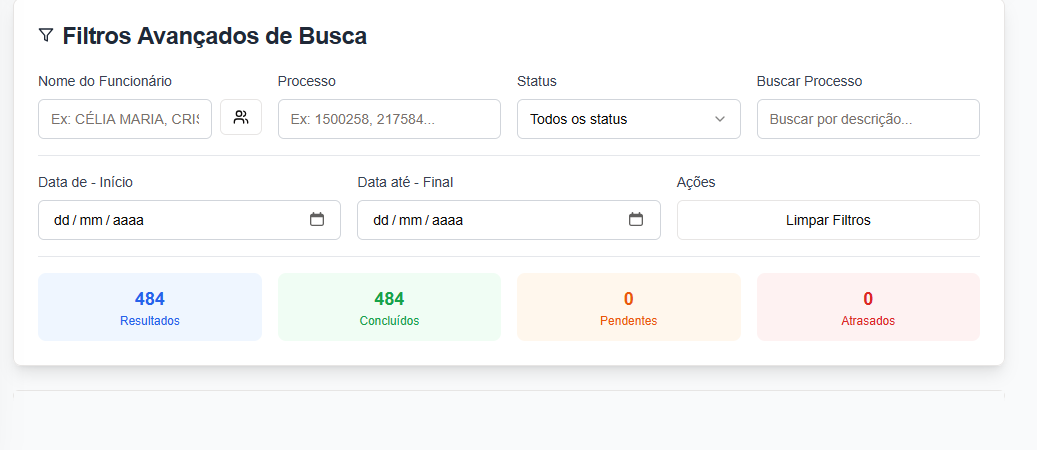 Filtros Avançados de Busca
Nome do Funcionário
Processo
Status
Buscar Processo
Ex: CÉLIA MARIA, CRIS
Ex: 1500258, 217584...
Todos os status
Buscar por descrição...
Data de - Início
Data até - Final
Ações
dd / mm / aaaa
dd / mm / aaaa
Limpar Filtros
484
484
0
0
Resultados
Concluídos
Pendentes
Atrasados